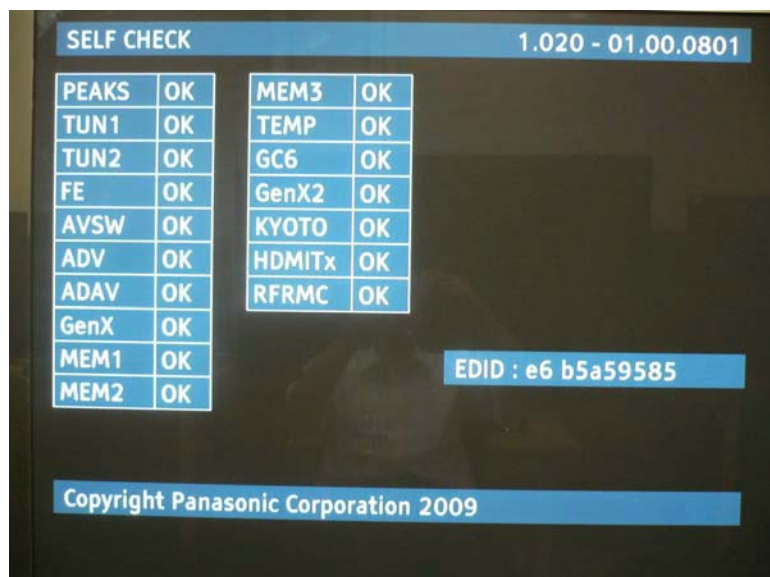 SELF CHECK 1.020 - 01.00.0801
PEAKS OK
TUN1 OK
TUN2 OK
FE OK
AVSW OK
ADV OK
ADAV OK
GenX OK
MEM1 OK
MEM2 OK
MEM3 OK
TEMP OK
GC6 OK
GenX2 OK
KYOTO OK
HDMITx OK
RFRMC OK
EDID : e6 b5a59585
Copyright Panasonic Corporation 2009